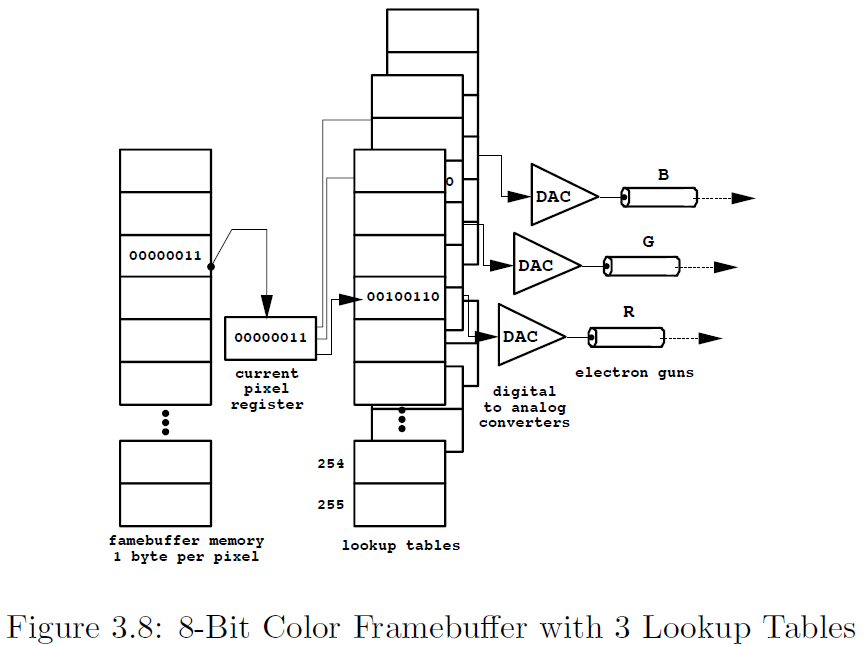 B
DAC
G
0
DAC
00000011
00100110
R
DAC
00000011
current
pixel
register
electron guns
digital
to analog
converters
254
255
famebuffer memory
1 byte per pixel
lookup tables
Figure 3.8: 8-Bit Color Framebuffer with 3 Lookup Tables